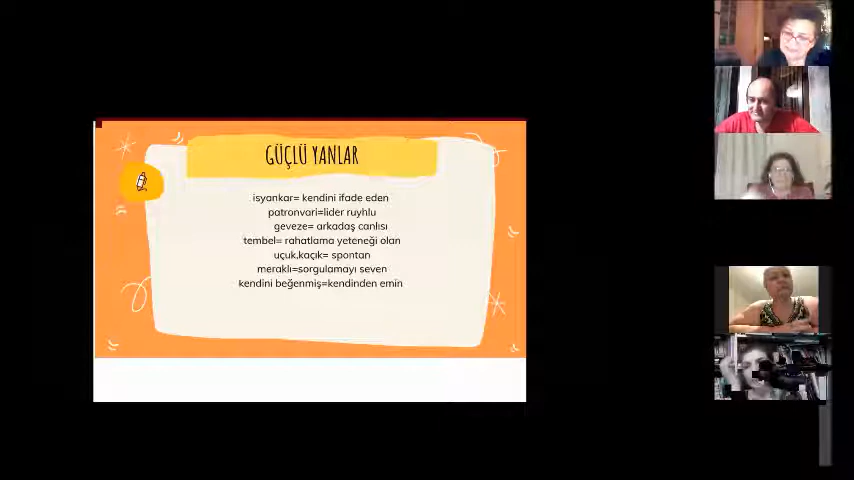 GÜÇLÜ YANLAR
isyankar= kendini ifade eden
patronvari=lider ruyhlu
geveze= arkadaş canlısı
tembel= rahatlama yeteneği olan
uçuk,kaçık= spontan
meraklı=sorgulamayı seven
kendini beğenmiş=kendinden emin